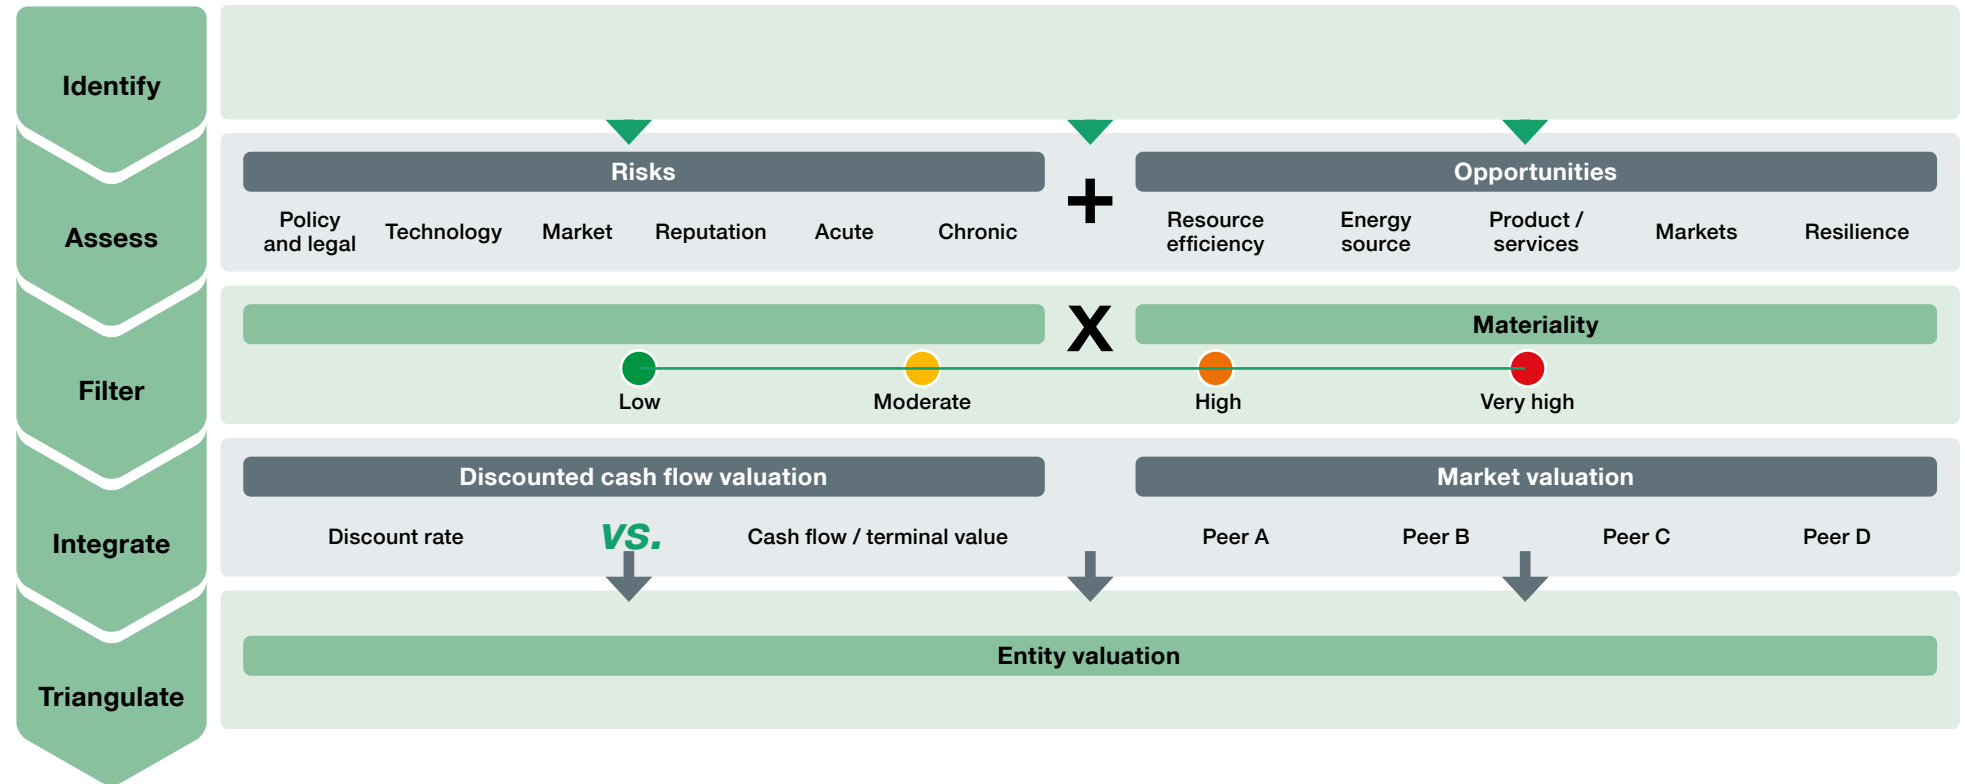 Identify
Assess
Risks
+
Opportunities
Policy
and legal
Technology
Market
Reputation
Acute
Chronic
Resource
efficiency
Energy
source
Product /
services
Markets
Resilience
Filter
X
Materiality
Low
Moderate
High
Very high
Integrate
Discounted cash flow valuation
Market valuation
Discount rate
vs.
Cash flow / terminal value
Peer A
Peer B
Peer C
Peer D
Triangulate
Entity valuation